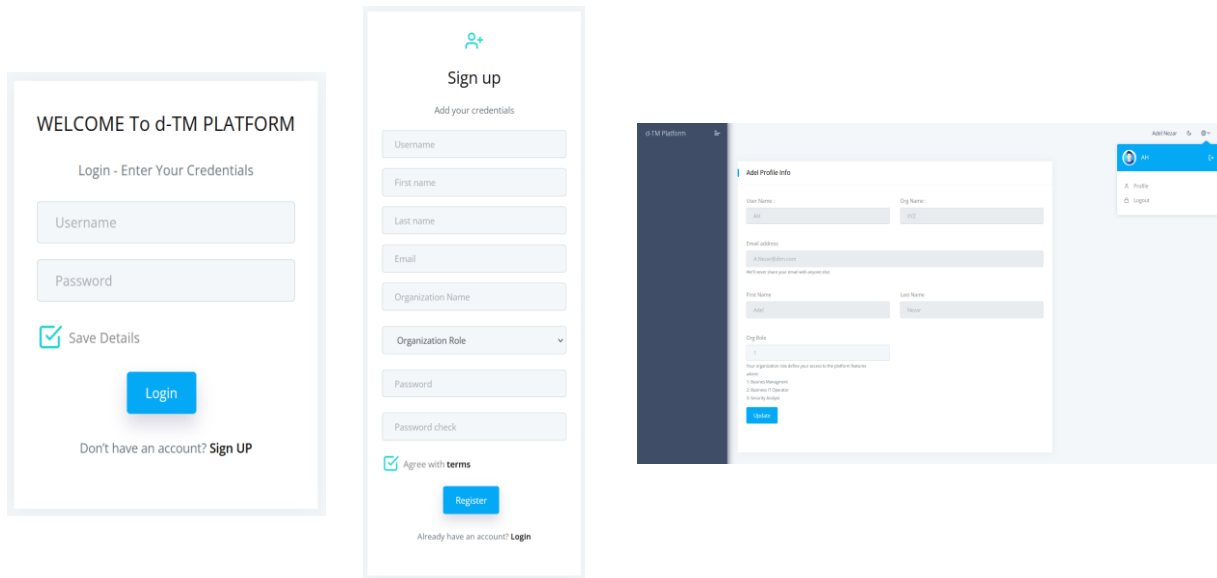 WELCOME To d-TM PLATFORM
Login - Enter Your Credentials
Username
Password
Save Details
Login
Don't have an account? Sign UP
Sign up
Add your credentials
Username
First name
Last name
Email
Organization Name
Organization Role
Password
Password check
Agree with terms
Register
Already have an account? Login
d-TM Platform
Adel Nezar
AH
Profile
Logout
Adel Profile Info
User Name :
Org Name :
AH
XYZ
Email address
We'll never share your email with anyone else.
First Name
Last Name
Adel
Nezar
Org Role
1
Your organization role define your access to the platform features
where:
1: Business Managment
2: Business IT Operator
3: Security Analyst
Update